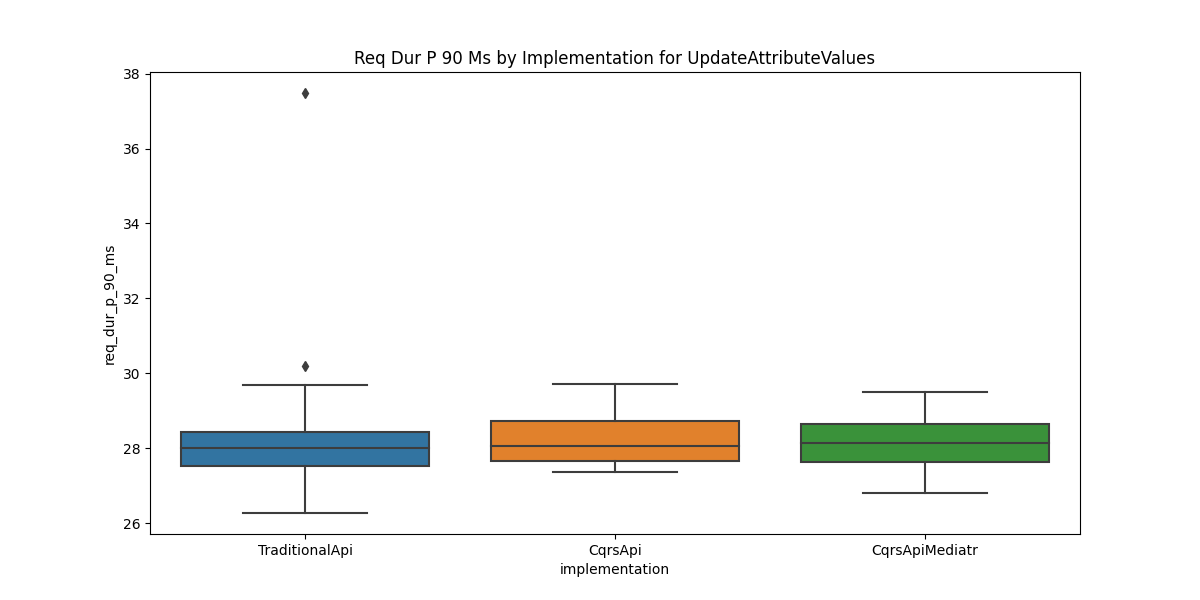 Req Dur P 90 Ms by Implementation for UpdateAttributeValues
38
36
34
32
30
28
26
req_dur_p_90_ms
TraditionalApi
CqrsApi
CqrsApiMediatr
implementation